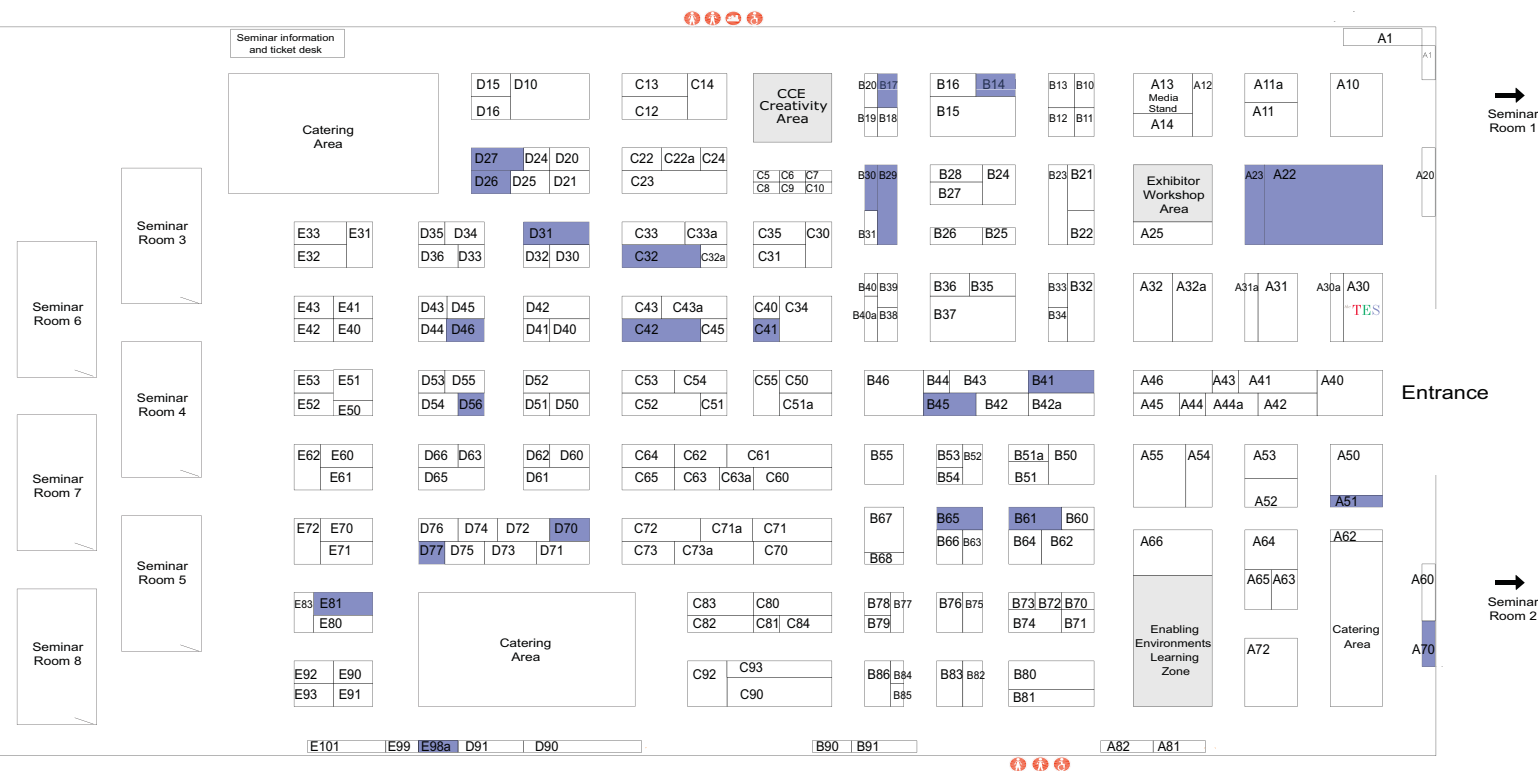 Seminar information
and ticket desk
A1
A1
D15 D10
D16
C13 C14
C12
CCE
Creativity
Area
B20 B17
B19 B18
B16 B14
B15
B13 B10
B12 B11
A13 A12
Media
Stand
A14
A11a
A11
A10
Seminar
Room 1
Catering
Area
D27 D24 D20
D26 D25 D21
C22 C22a C24
C23
C5 C6 C7
C8 C9 C10
B30 B29
B31
B28 B24
B27
B26 B25
B23 B21
B22
Exhibitor
Workshop
Area
A25
A23 A22
A20
Seminar
Room 3
E33 E31
E32
D35 D34
D36 D33
D31
D32 D30
C33 C33a
C32 C32a
C35 C30
C31
Seminar
Room 6
E43 E41
E42 E40
D43 D45
D44 D46
D42
D41 D40
C43 C43a
C42 C45
C40 C34
C41
B40 B39
B40a B38
B36 B35
B37
B33 B32
B34
A32 A32a
A31a A31
A30a A30
TES
Seminar
Room 4
E53 E51
E52 E50
D53 D55
D54 D56
D52
D51 D50
C53 C54
C52 C51
C55 C50
C51a
B46 B44 B43 B41
B45 B42 B42a
A46 A43 A41 A40
A45 A44 A44a A42
Entrance
Seminar
Room 7
E62 E60
E61
D66 D63
D65
D62 D60
D61
C64 C62 C61
C65 C63 C63a C60
B55
B53 B52
B54
B51a B50
B51
A55 A54
A53
A52
A50
A51
Seminar
Room 5
E72 E70
E71
D76 D74 D72 D70
D77 D75 D73 D71
C72 C71a C71
C73 C73a C70
B67
B68
B65
B66 B63
B61 B60
B64 B62
A66
A64
A65 A63
A62
A60
Seminar
Room 2
Seminar
Room 8
E83 E81
E80
Catering
Area
C83 C80
C82 C81 C84
B78 B77
B79
B76 B75
B73 B72 B70
B74 B71
Enabling
Environments
Learning
Zone
A72
Catering
Area
A70
E92 E90
E93 E91
C92 C93
C90
B86 B84
B85
B83 B82
B80
B81
E101 E99 E98a D91 D90
B90 B91
A82 A81